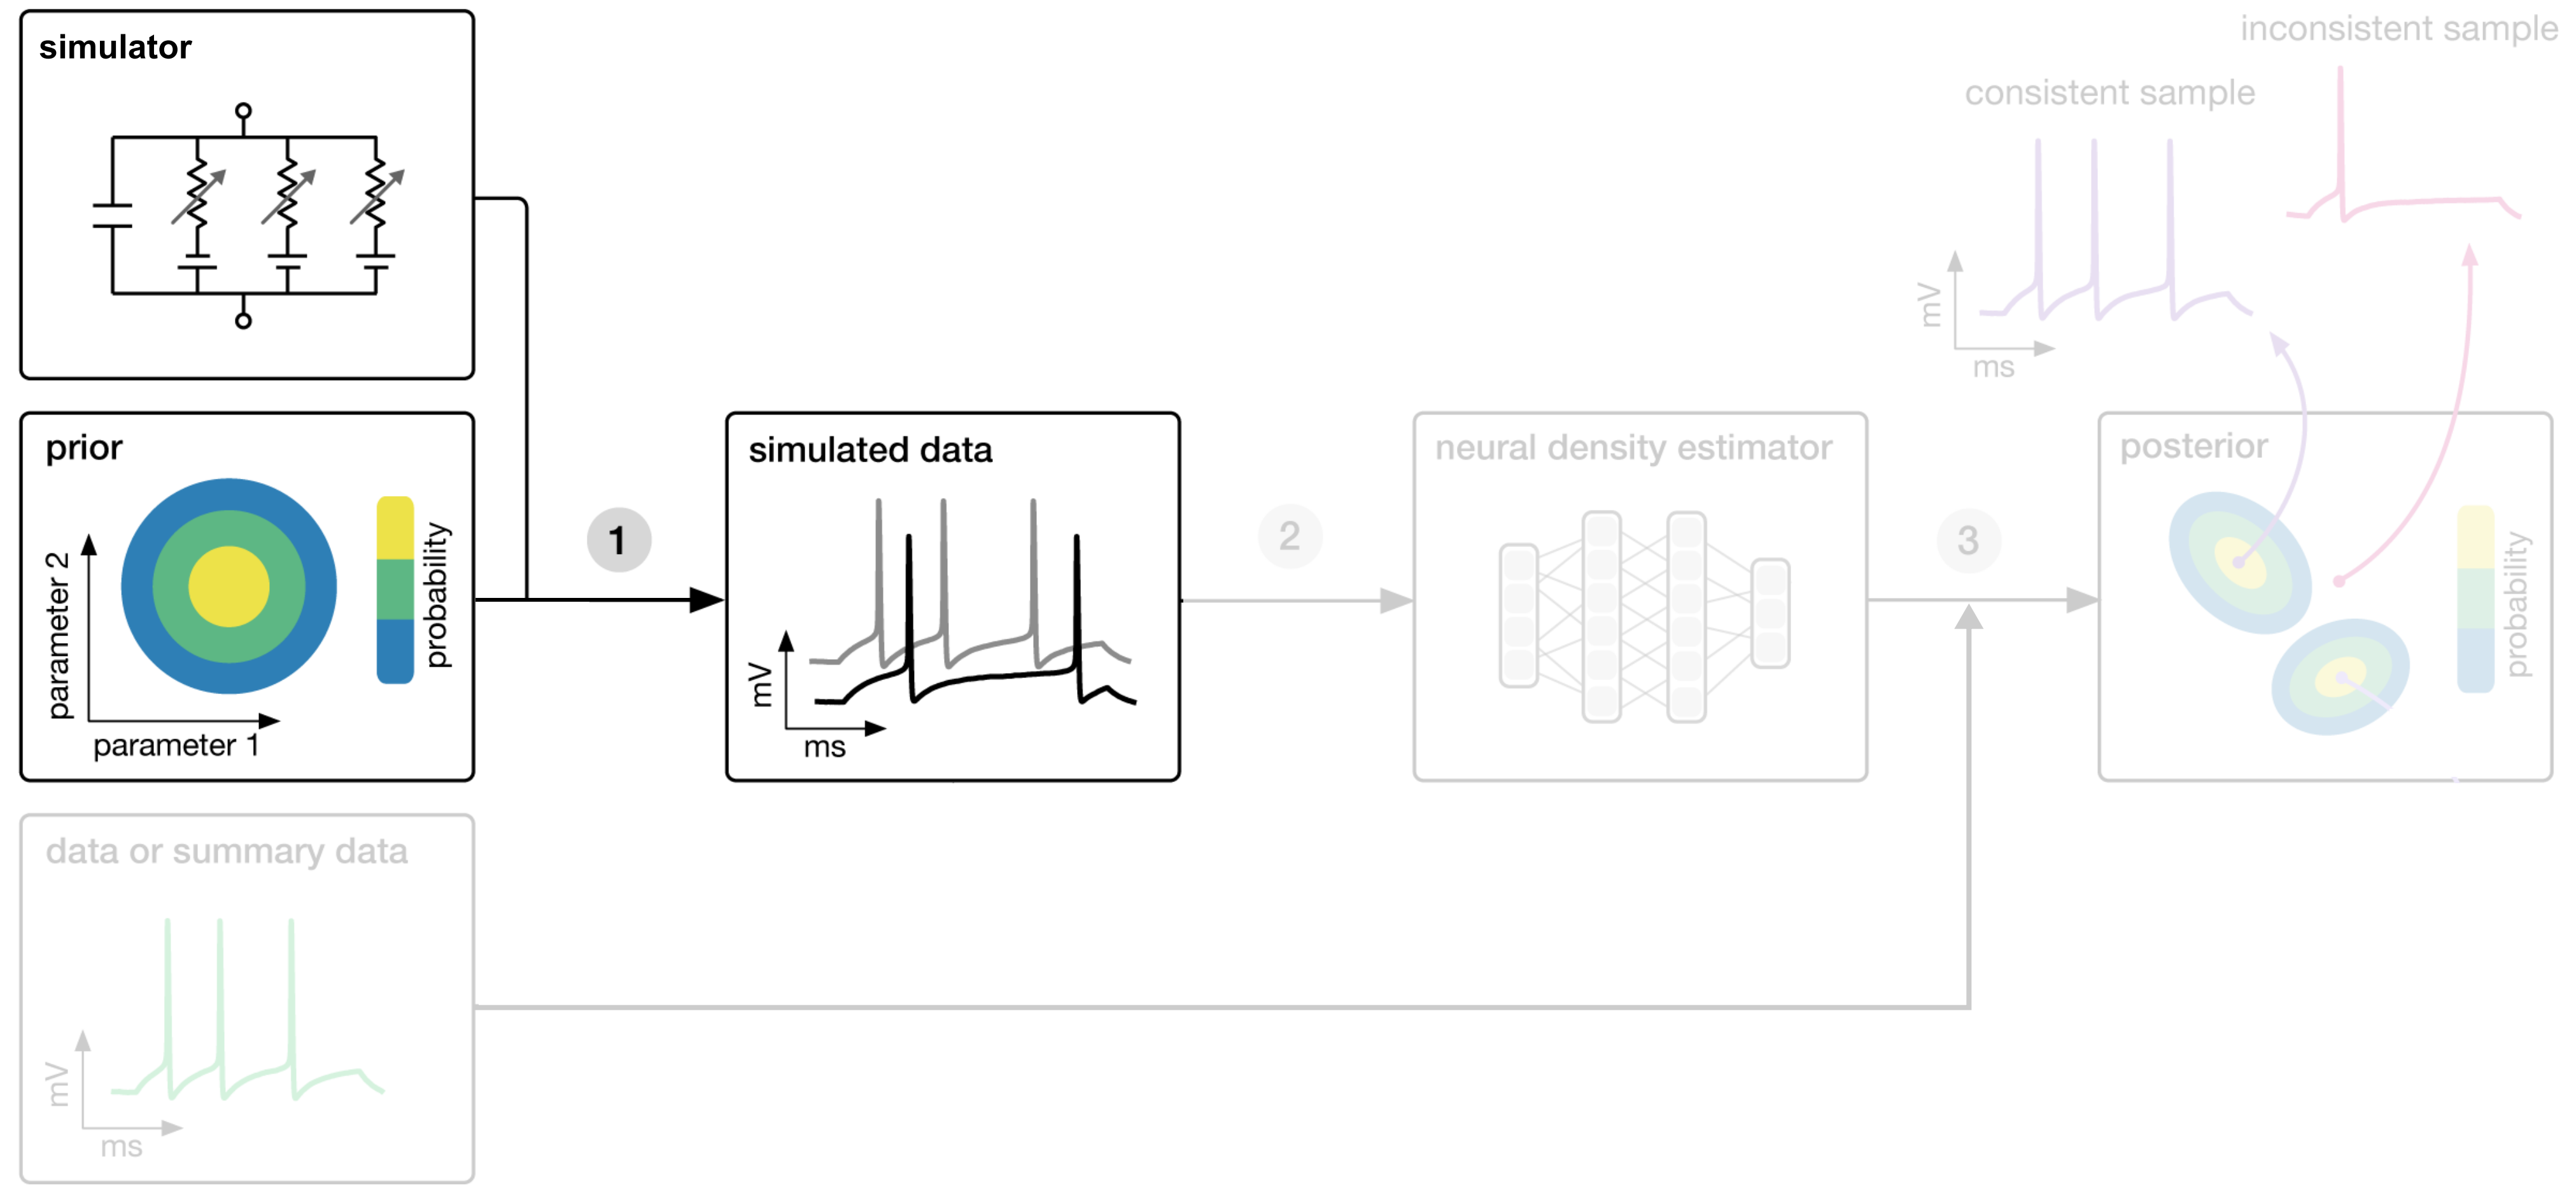 simulator
prior
parameter 2
parameter 1
probability
1
simulated data
mV
ms
2
neural density estimator
3
posterior
probability
consistent sample
mV
ms
inconsistent sample
data or summary data
mV
ms